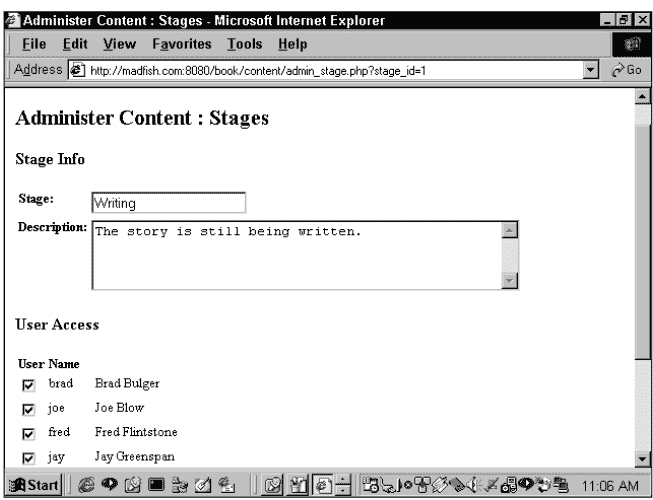 Administer Content : Stages - Microsoft Internet Explorer
File Edit View Favorites Tools Help
Address http://madfish.com:8080/book/content/admin_stage.php?stage_id=1 Go
Administer Content : Stages
Stage Info
Stage: Writing
Description: The story is still being written.
User Access
User Name
brad Brad Bulger
joe Joe Blow
fred Fred Flintstone
jay Jay Greenspan
Start 11:06 AM